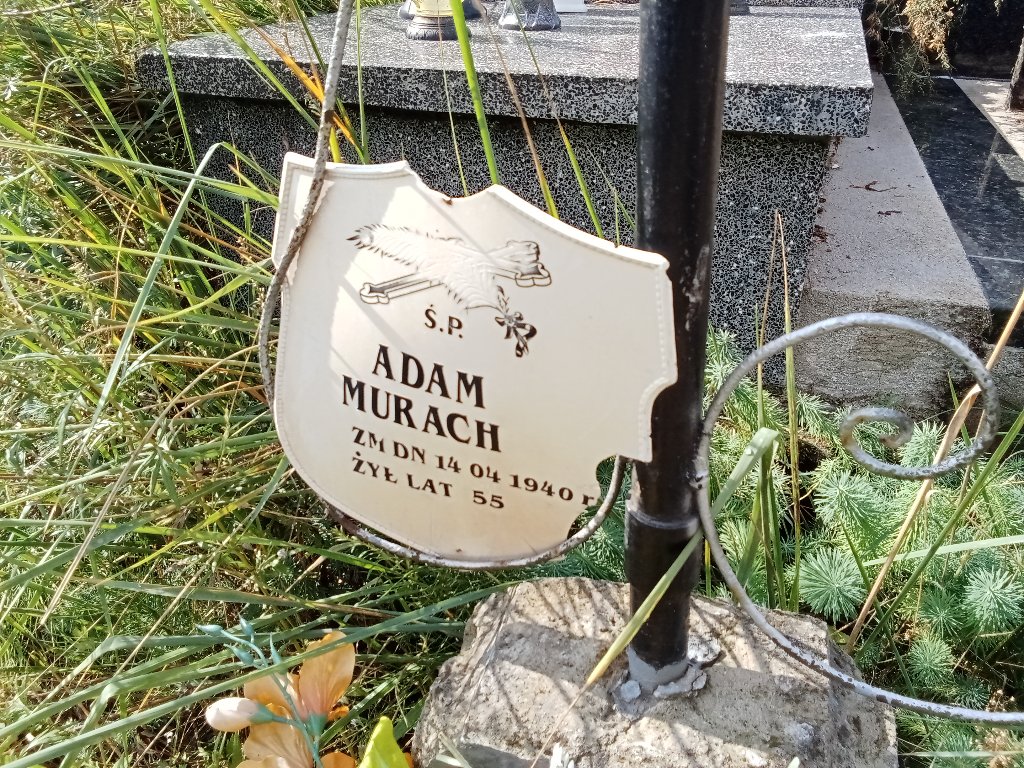 Ś.P.
ADAM
MURACH
ZM DN 14 04 1940 r
ŻYŁ LAT 55